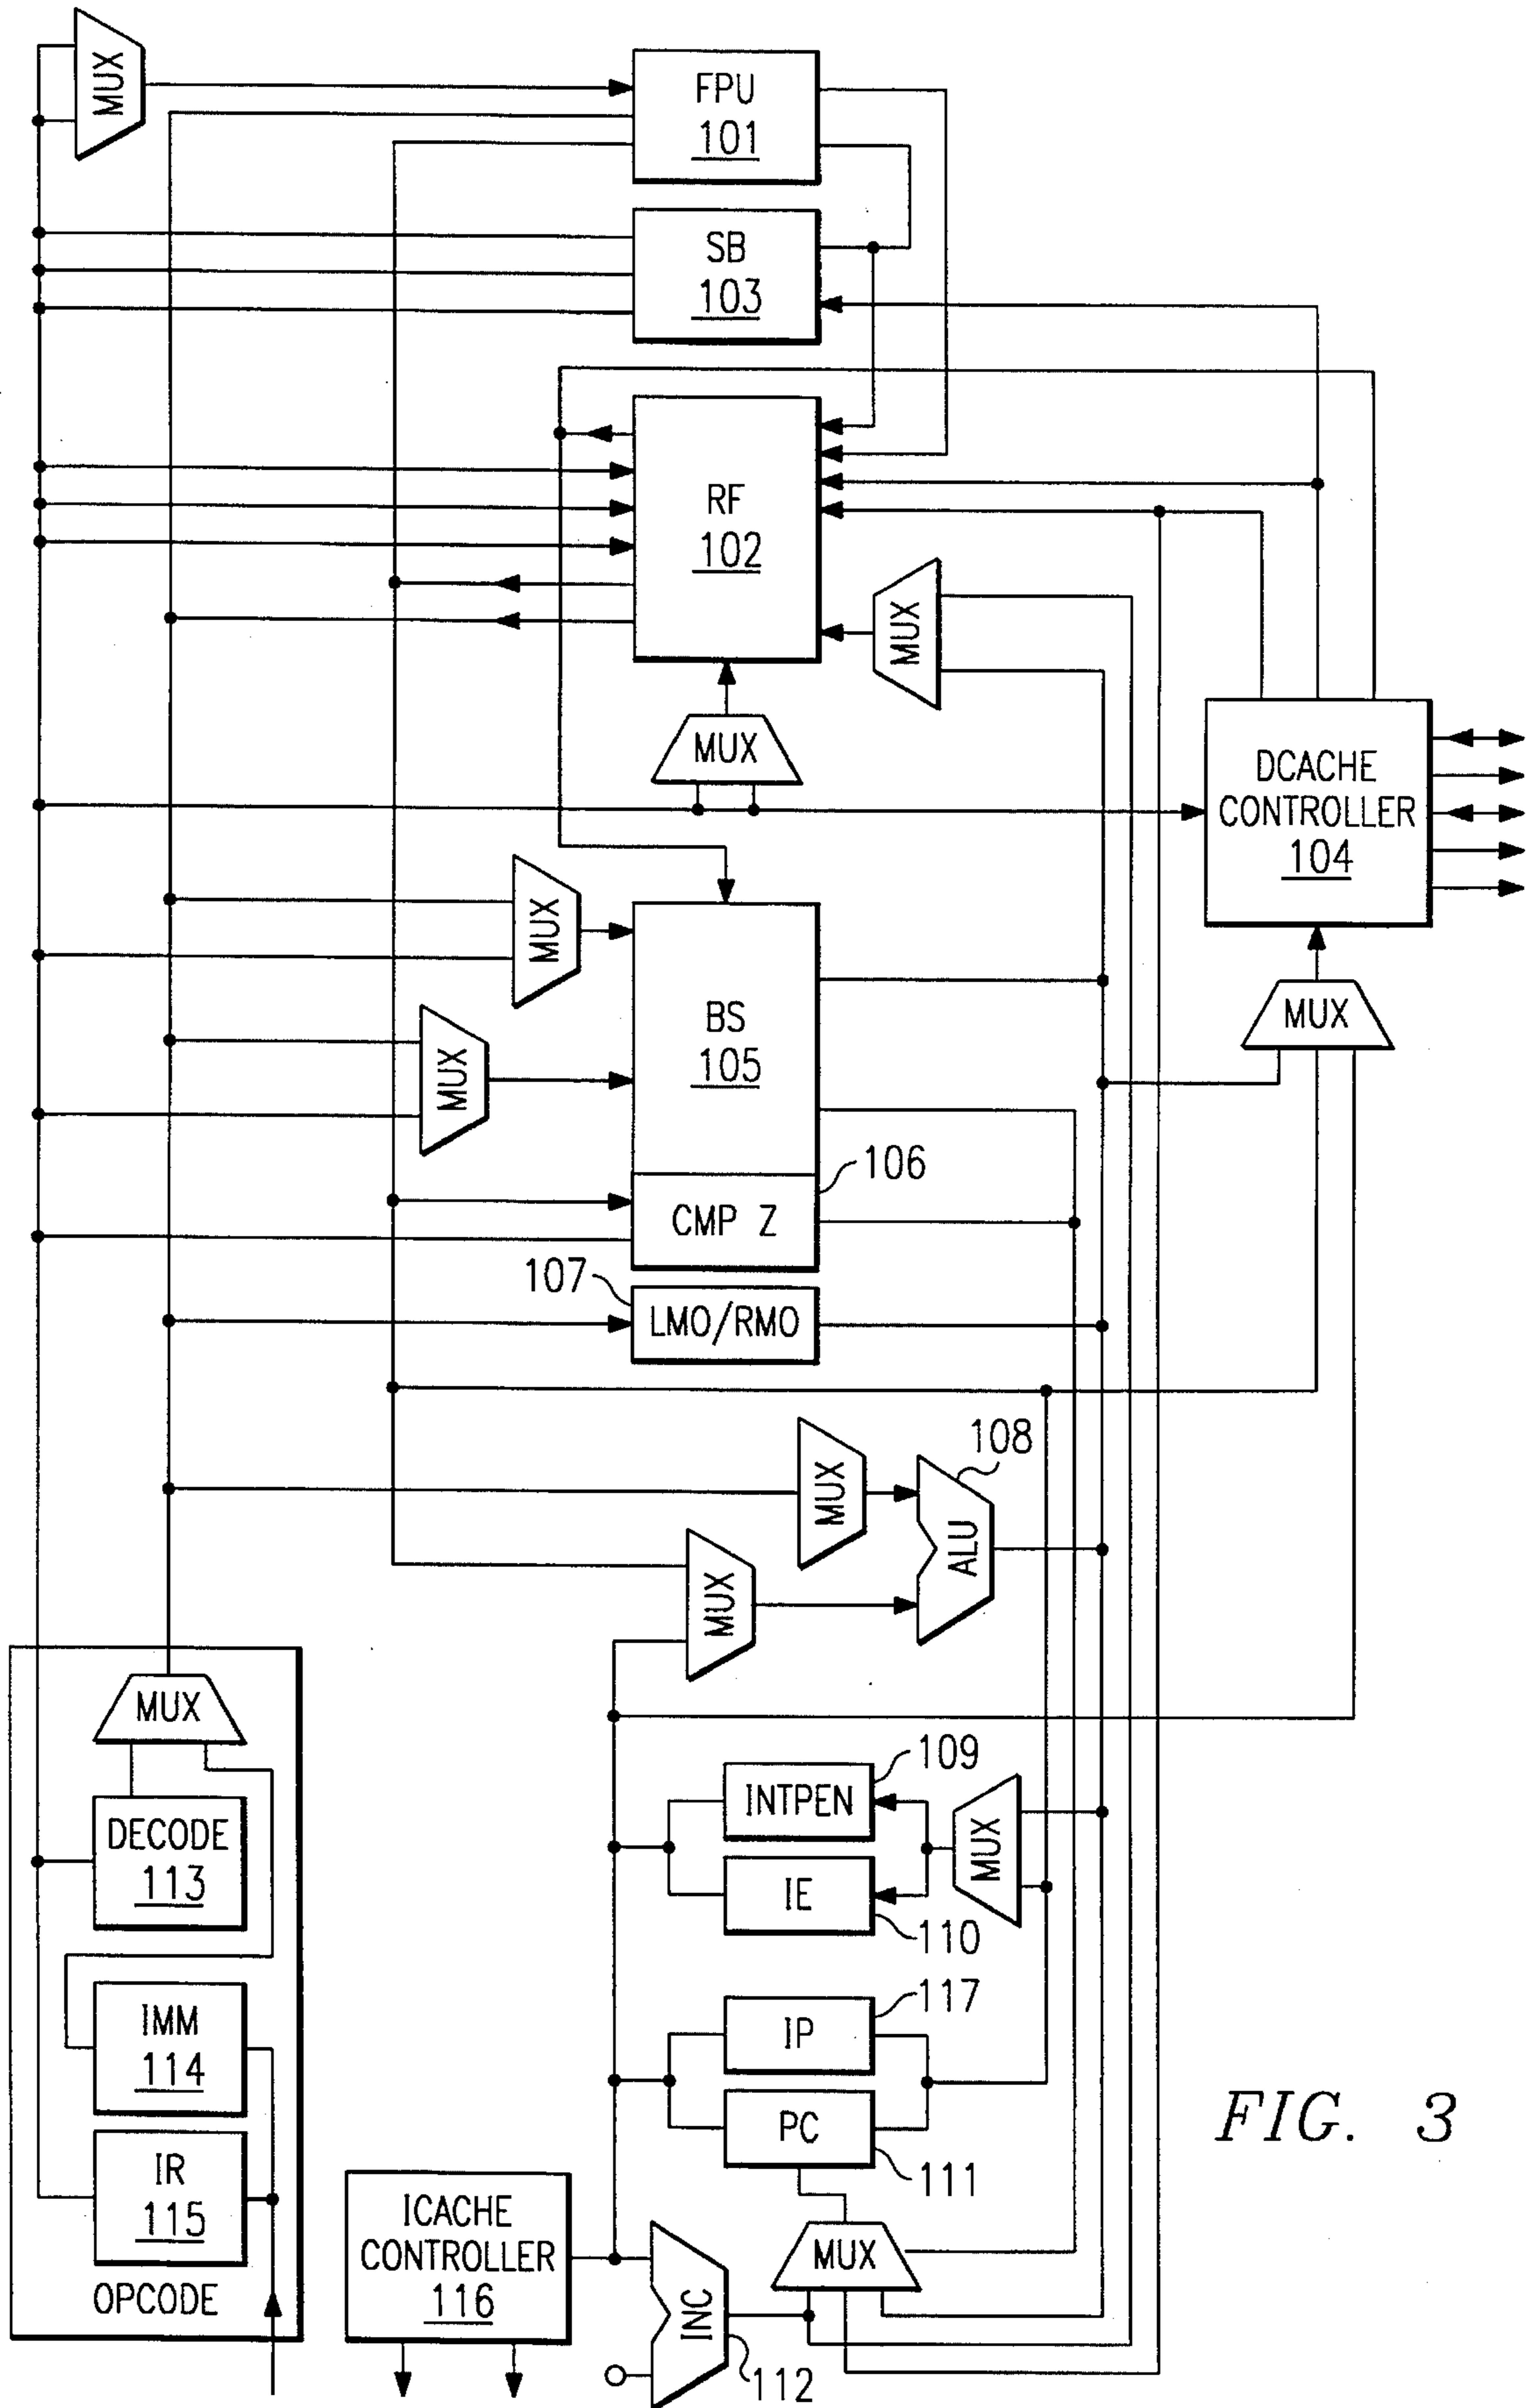 MUX
FPU
101
SB
103
RF
102
MUX
MUX
DCACHE
CONTROLLER
104
MUX
BS
105
MUX
MUX
106
CMP Z
107
LMO/RMO
108
MUX
ALU
MUX
MUX
109
INTPEN
MUX
DECODE
113
IE
110
117
IMM
114
IP
PC
111
FIG. 3
IR
115
ICACHE
CONTROLLER
116
MUX
OPCODE
INC
112